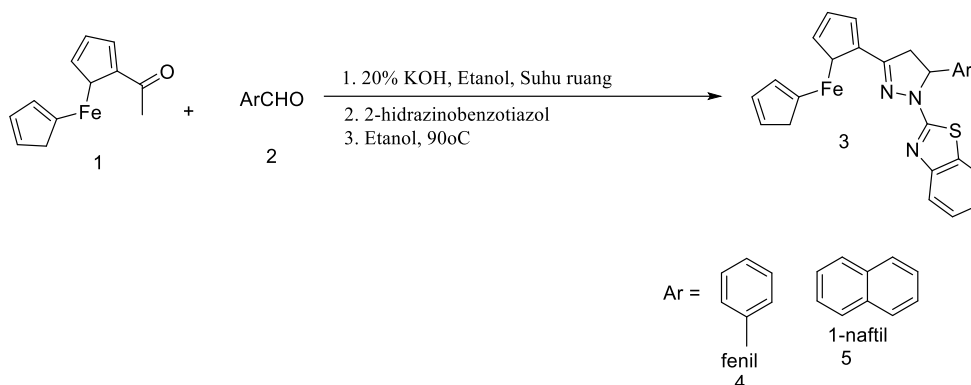 O
Fe
1
+
ArCHO
2
1. 20% KOH, Etanol, Suhu ruang
2. 2-hidrazinobenzotiazol
3. Etanol, 90oC
Fe
N
N
Ar
N
S
3
Ar =
fenil
4
1-naftil
5